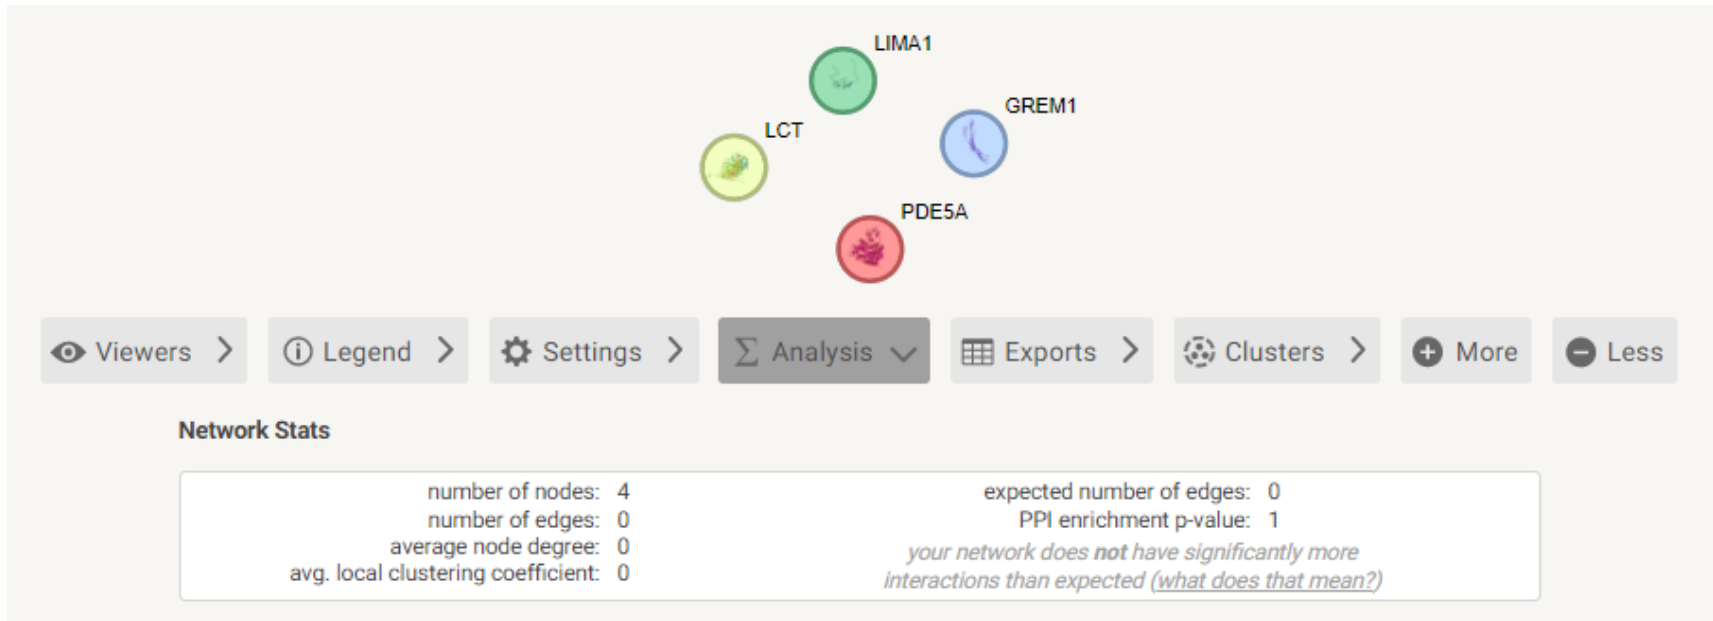 LIMA1
GREM1
LCT
PDE5A
Viewers
Legend
Settings
Analysis
Exports
Clusters
More
Less
Network Stats
number of nodes: 4
number of edges: 0
average node degree: 0
avg. local clustering coefficient: 0
expected number of edges: 0
PPI enrichment p-value: 1
your network does not have significantly more
interactions than expected (what does that mean?)